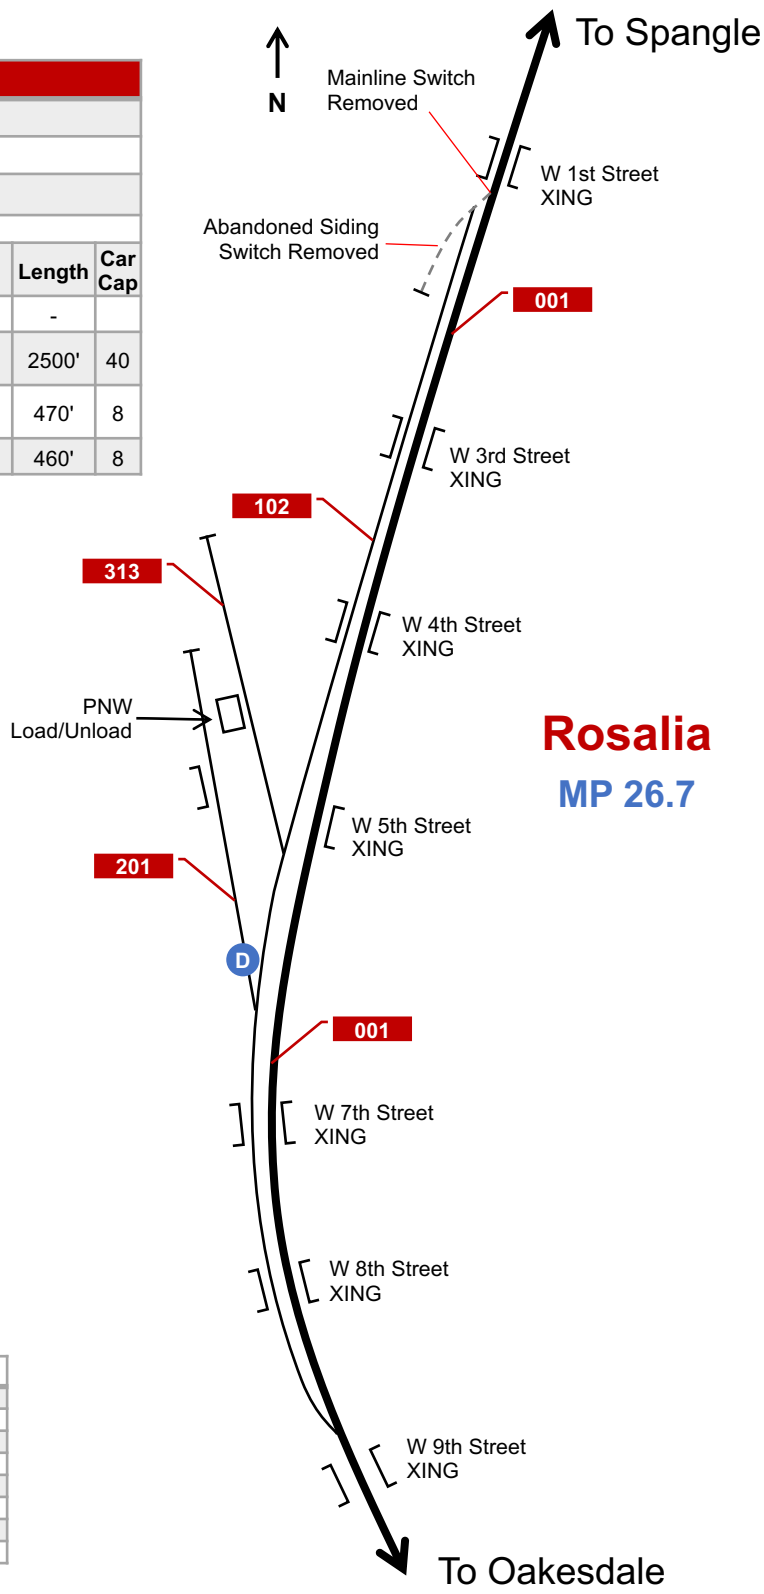 To Spangle
N
Mainline Switch
Removed
W 1st Street
XING
Abandoned Siding
Switch Removed
001
Length Car Cap
-
2500' 40
470' 8
460' 8
W 3rd Street
XING
102
313
W 4th Street
XING
PNW
Load/Unload
Rosalia
MP 26.7
W 5th Street
XING
201
D
001
W 7th Street
XING
W 8th Street
XING
W 9th Street
XING
To Oakesdale